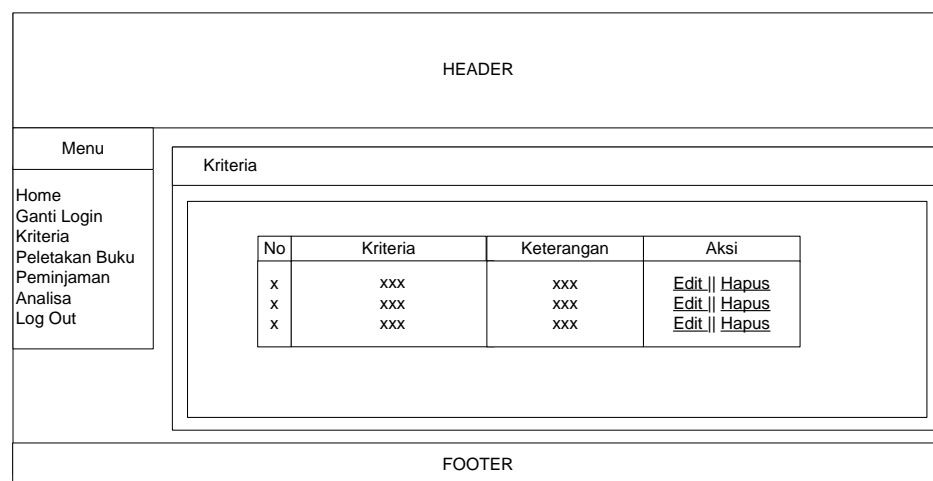 HEADER
Menu
Home
Ganti Login
Kriteria
Peletakan Buku
Peminjaman
Analisa
Log Out
Kriteria
No Kriteria Keterangan Aksi
x xxx xxx Edit || Hapus
x xxx xxx Edit || Hapus
x xxx xxx Edit || Hapus
FOOTER